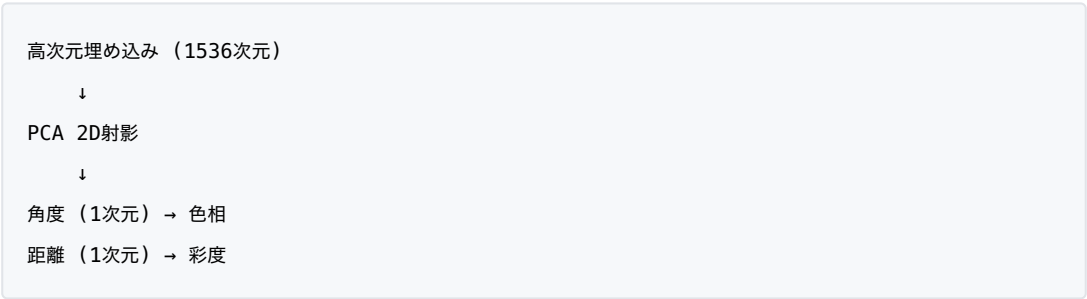 高次元埋め込み (1536次元)
↓
PCA 2D射影
↓
角度 (1次元) → 色相
距離 (1次元) → 彩度